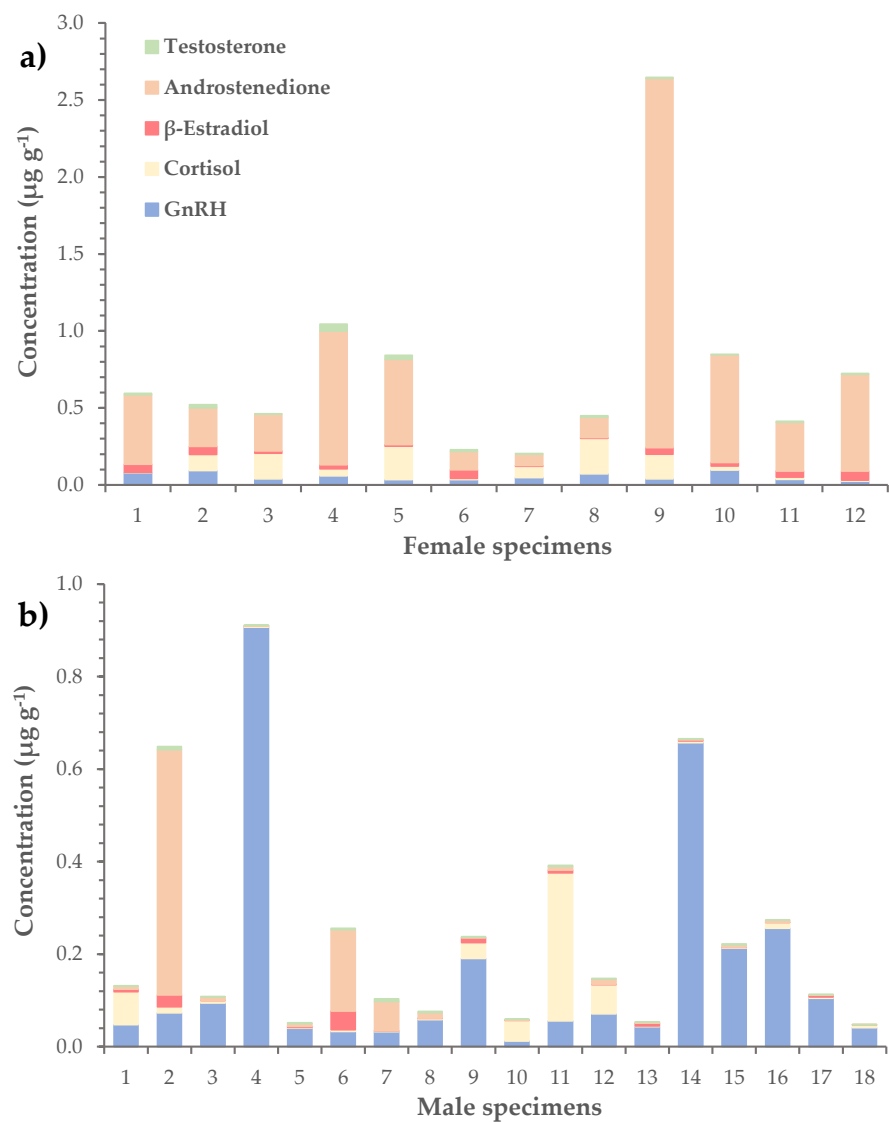 a)
3.0
2.5
2.0
1.5
1.0
0.5
0.0
Concentration (µg g-1)
Testosterone
Androstenedione
β-Estradiol
Cortisol
GnRH
1 2 3 4 5 6 7 8 9 10 11 12
Female specimens
b)
1.0
0.8
0.6
0.4
0.2
0.0
Concentration (µg g-1)
1 2 3 4 5 6 7 8 9 10 11 12 13 14 15 16 17 18
Male specimens